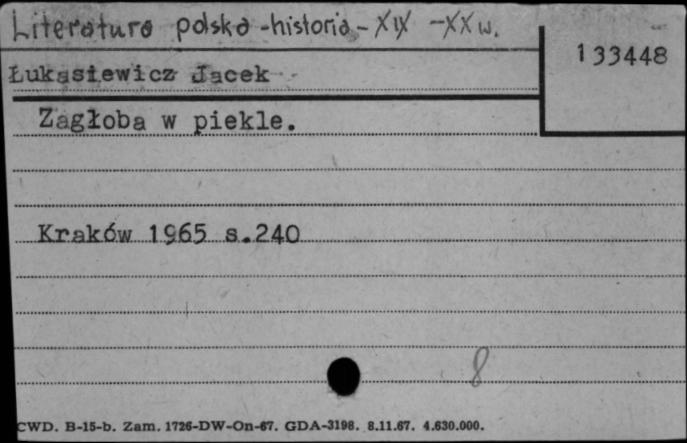 Literatura polska - historia - XIX - XX w.
133448
Łukasiewicz Jacek
Zagłoba w piekle.
Kraków 1965 s.240
8
CWD. B-15-b. Zam. 1726-DW-On-67. GDA-3198. 8.11.67. 4.630.000.